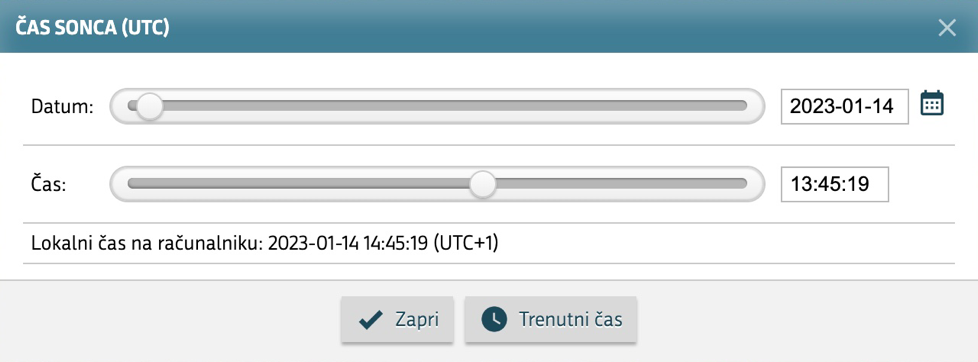 ČAS SONCA (UTC)
Datum: 2023-01-14
Čas: 13:45:19
Lokalni čas na računalniku: 2023-01-14 14:45:19 (UTC+1)
Zapri Trenutni čas